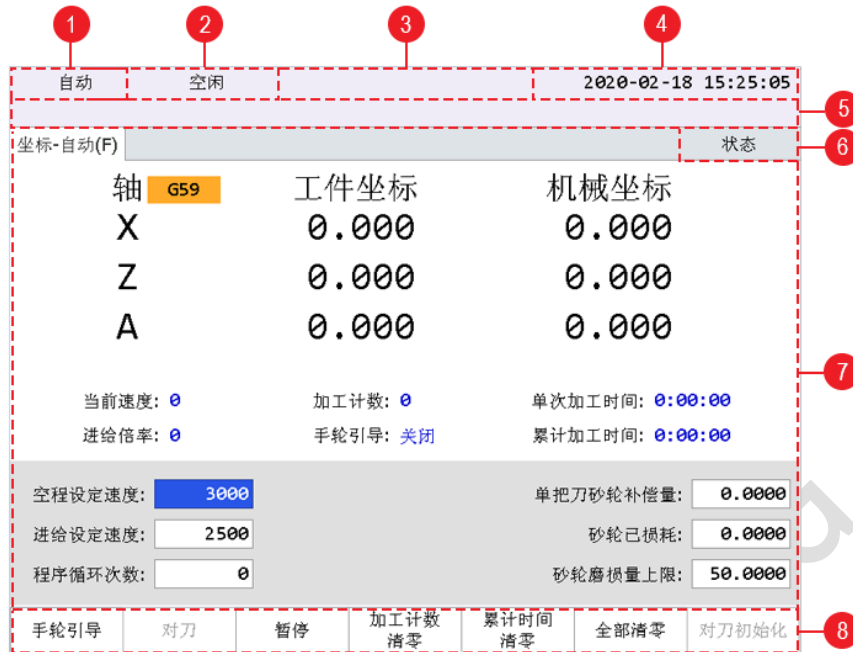 1 2 3 4
自动 空闲 2020-02-18 15:25:05
5
坐标-自动(F) 状态 6
轴 G59 工件坐标 机械坐标
X 0.000 0.000
Z 0.000 0.000
A 0.000 0.000
7
当前速度: 0 加工计数: 0 单次加工时间: 0:00:00
进给倍率: 0 手轮引导: 关闭 累计加工时间: 0:00:00
空程设定速度: 3000 单把刀砂轮补偿量: 0.0000
进给设定速度: 2500 砂轮已损耗: 0.0000
程序循环次数: 0 砂轮磨损量上限: 50.0000
手轮引导 对刀 暂停 加工计数 累计时间 全部清零 对刀初始化 8
清零 清零